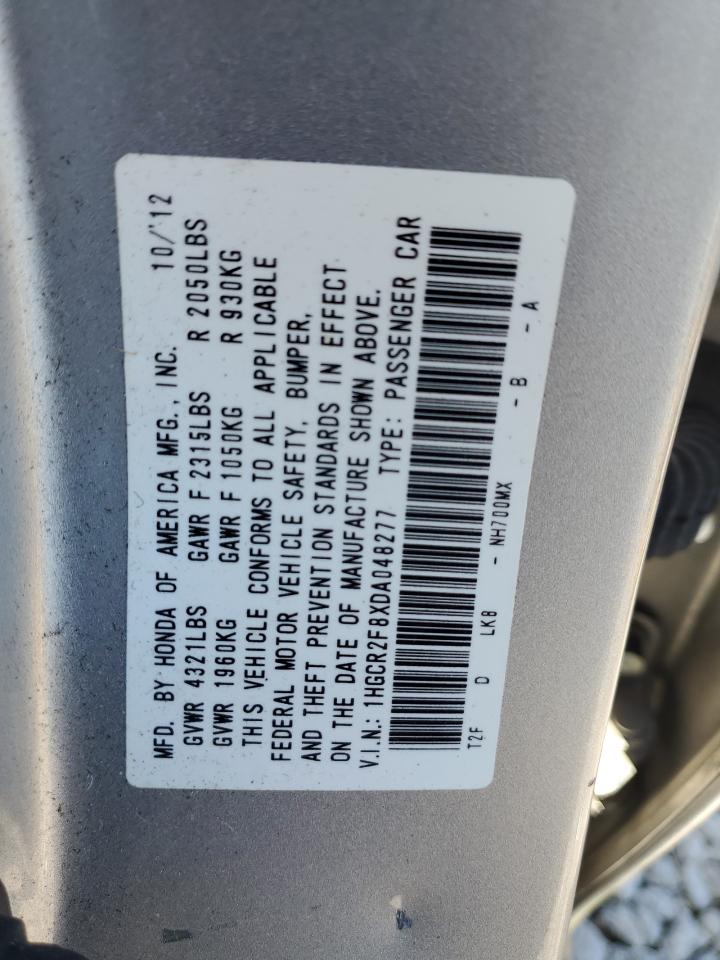 MFD. BY HONDA OF AMERICA MFG., INC. 10/'12
GVWR 4321LBS GAWR F 2315LBS R 2050LBS
GVWR 1960KG GAWR F 1050KG R 930KG
THIS VEHICLE CONFORMS TO ALL APPLICABLE
FEDERAL MOTOR VEHICLE SAFETY, BUMPER,
AND THEFT PREVENTION STANDARDS IN EFFECT
ON THE DATE OF MANUFACTURE SHOWN ABOVE.
V.I.N.: 1HGCR2F8XDA048277 TYPE: PASSENGER CAR
T2F D LKB - NH700MX - B - A